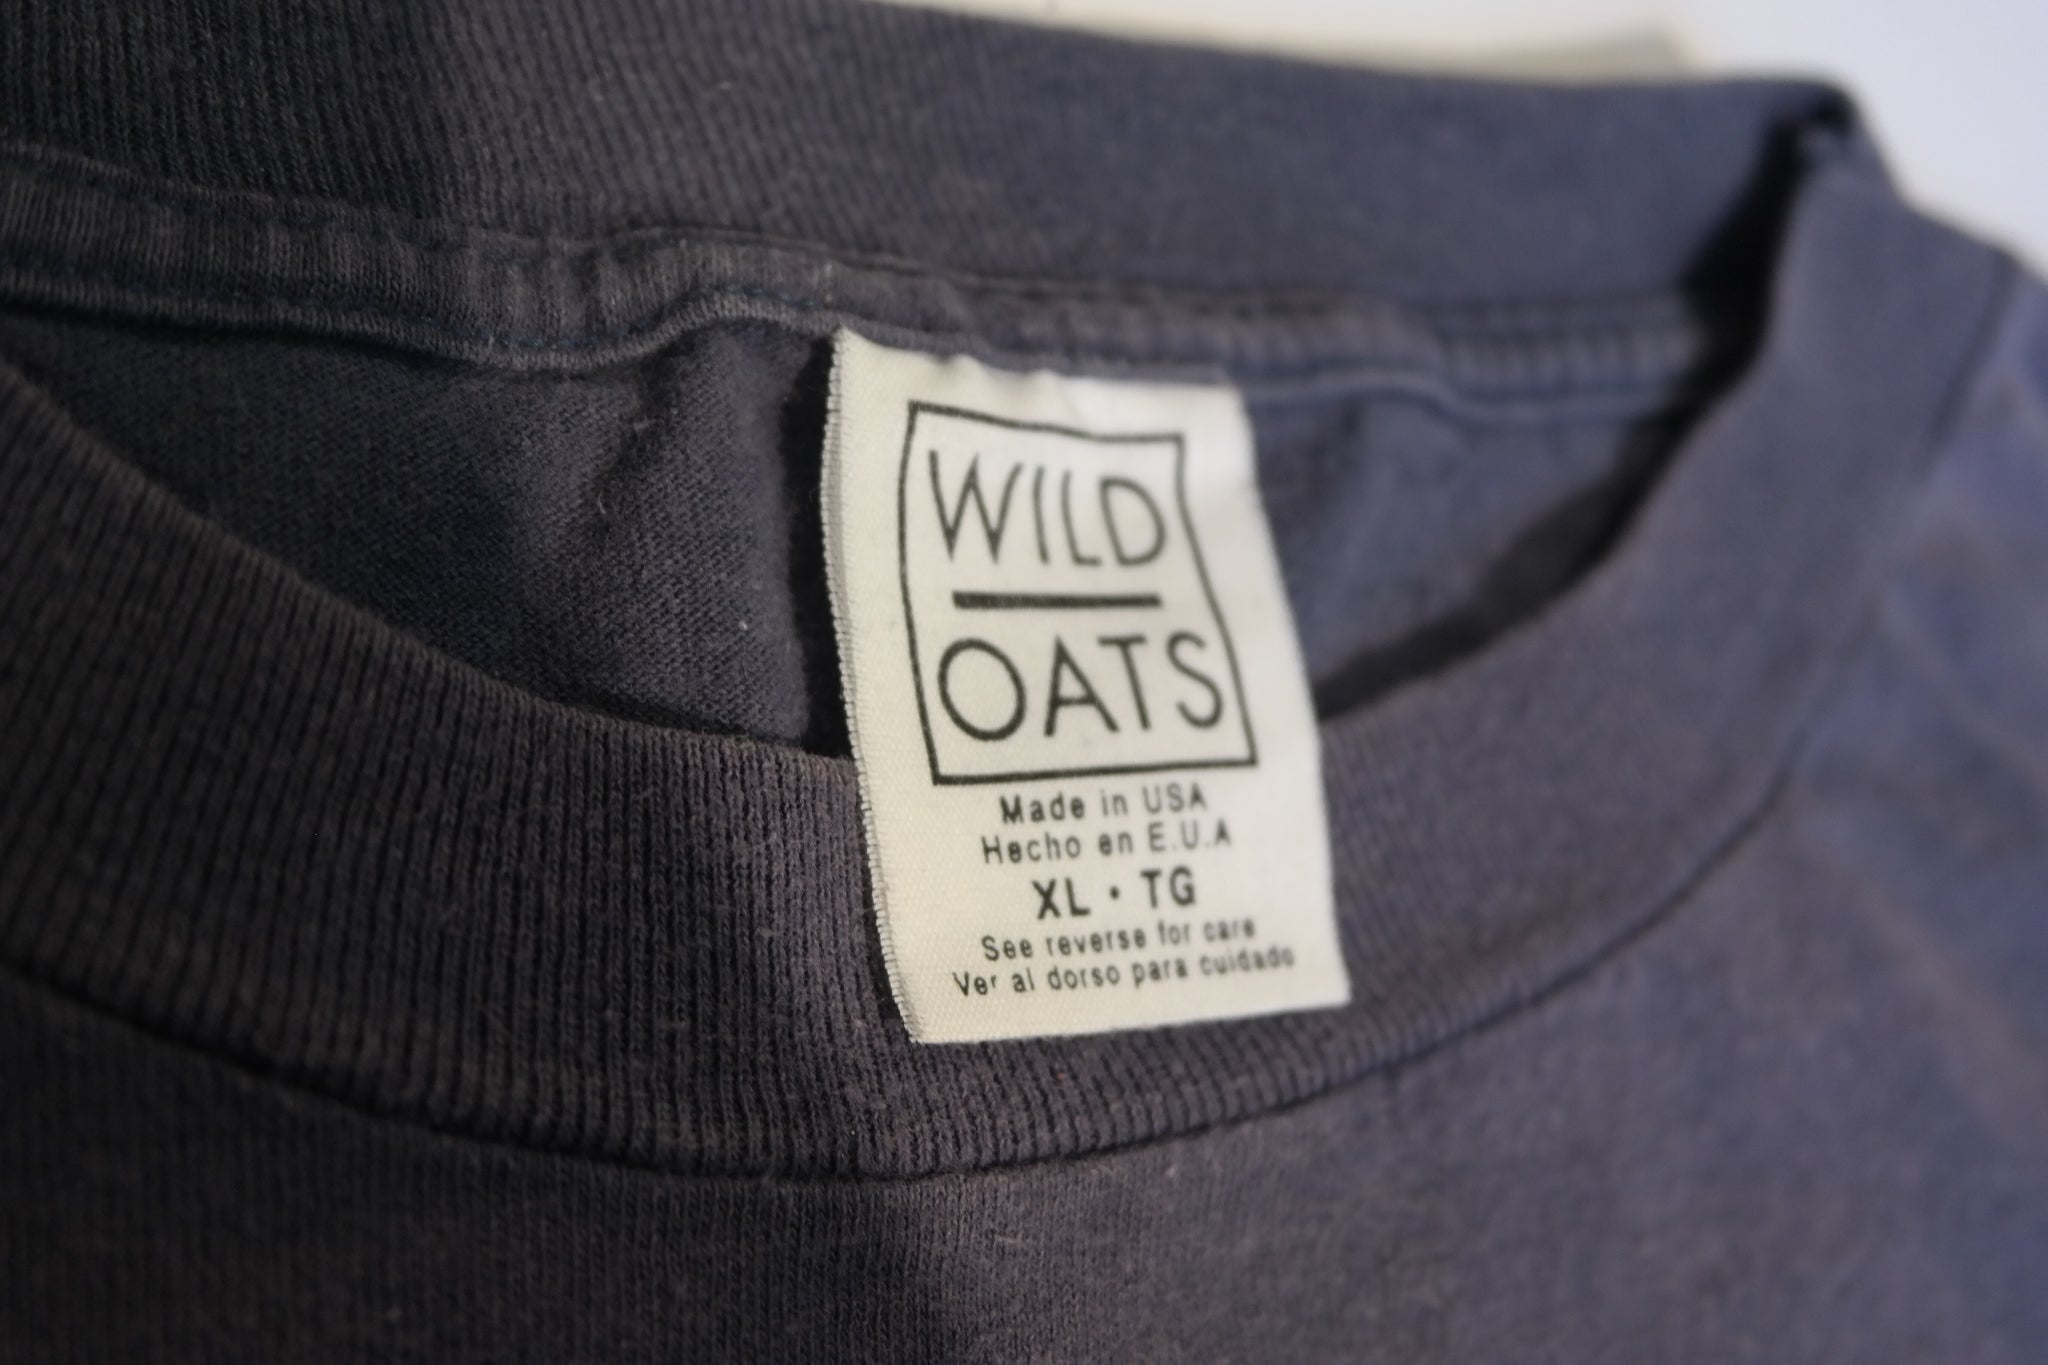 WILD
OATS
Made in USA
Hecho en E.U.A
XL • TG
See reverse for care
Ver al dorso para cuidado